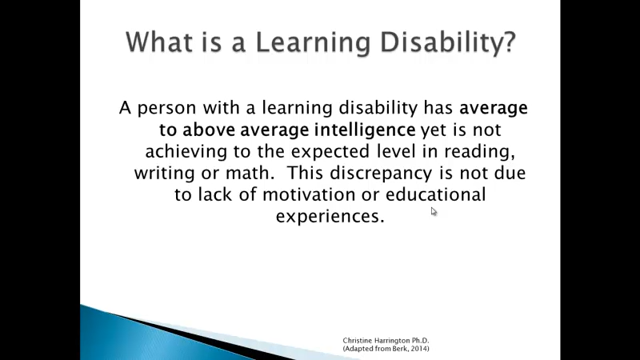 What is a Learning Disability?
A person with a learning disability has average
to above average intelligence yet is not
achieving to the expected level in reading,
writing or math.  This discrepancy is not due
to lack of motivation or educational
experiences.
Christine Harrington Ph.D.
(Adapted from Berk, 2014)